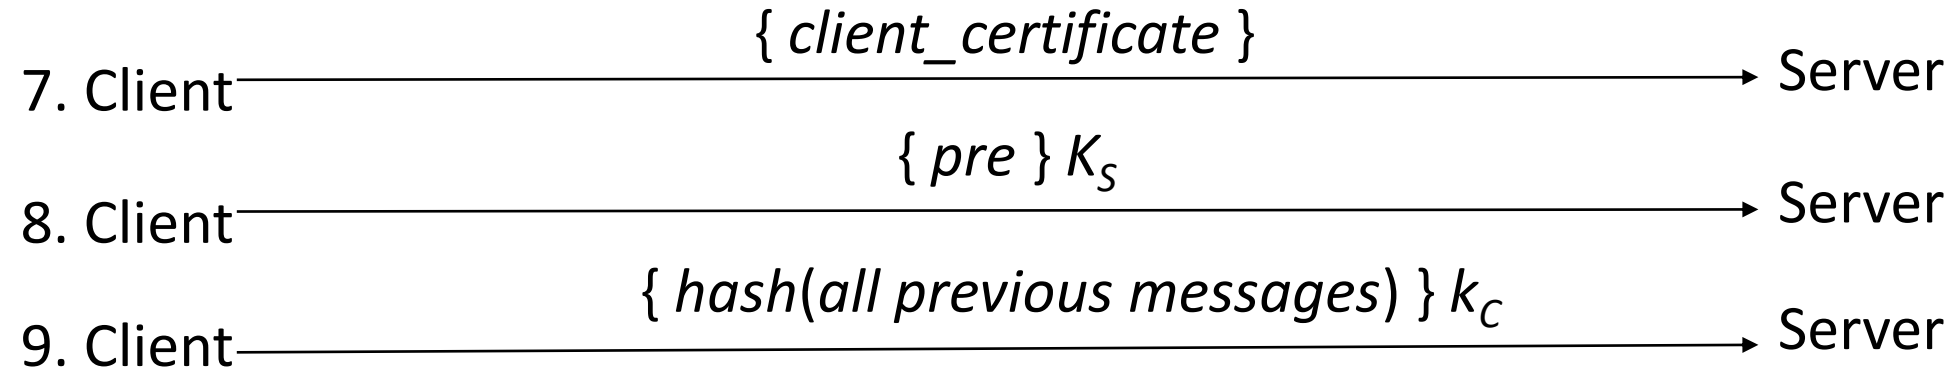 { client_certificate }
7. Client Server
{ pre } K_S
8. Client Server
{ hash(all previous messages) } k_C
9. Client Server